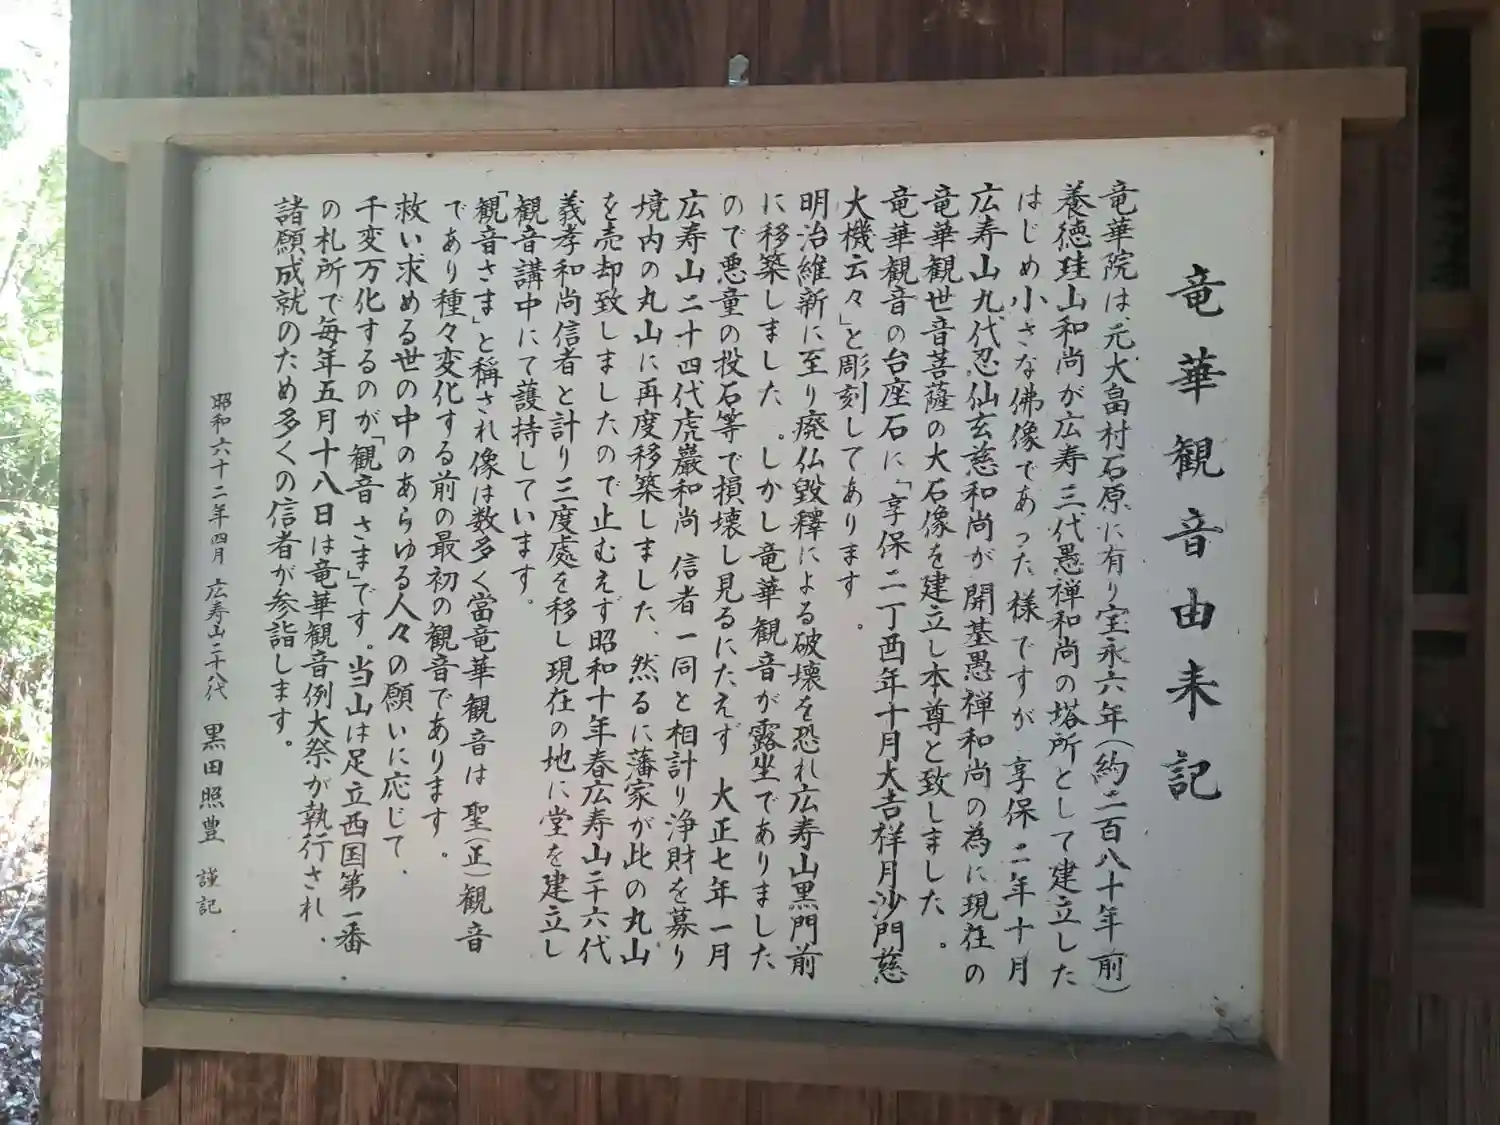 竜華観音由来記
竜華院は元大畠村石原に有り宝永六年(約二百八十年前)
養徳珪山和尚が広寿三代愚禅和尚の塔所として建立した
はじめ小さな佛像であった様ですが 享保二年十月
広寿山九代忍仙玄慈和尚が 開基愚禅和尚の為に現在の
竜華観世音菩薩の大石像を建立し本尊と致しました。
竜華観音の台座石に「享保二丁酉年十月大吉祥月沙門慈
大機云々」と彫刻してあります。
明治維新に至り廃仏毀釋による破壊を恐れ広寿山黒門前
に移築しました。しかし竜華観音が露坐でありました
ので悪童の投石等で損壊し見るにたえず 大正七年一月
広寿山二十四代虎巖和尚 信者一同と相計り浄財を募り
境内の丸山に再度移築しました、然るに藩家が此の丸山
を売却致しましたので止むえず昭和十年春広寿山二十六代
義孝和尚信者と計り三度處を移し現在の地に堂を建立し
観音講中にて護持しています。
「観音さま」と稱され像は数多く當竜華観音は 聖(正)観音
であり種々変化する前の最初の観音であります。
救い求める世の中のあらゆる人々の願いに応じて、
千変万化するのが「観音さま」です。当山は足立西国第一番
の札所で毎年五月十八日は竜華観音例大祭が執行され、
諸願成就のため多くの信者が参詣します。
昭和六十二年四月 広寿山二十八代 黒田照豊 謹記